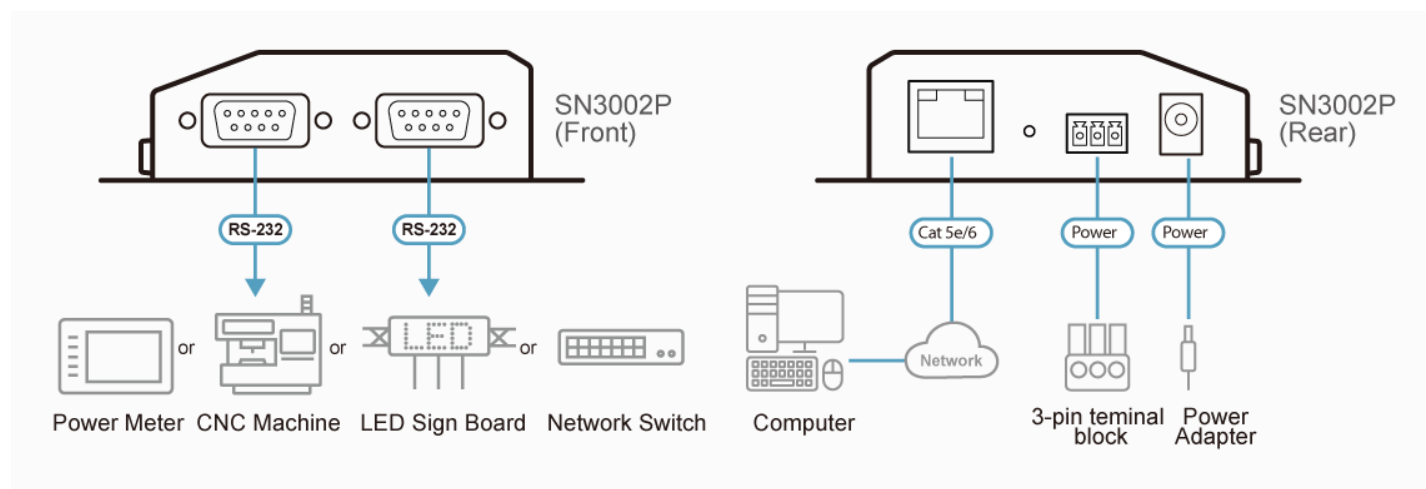 SN3002P
(Front)
SN3002P
(Rear)
RS-232
RS-232
Cat 5e/6
Power
Power
or
or
LED
or
Network
Power Meter
CNC Machine
LED Sign Board
Network Switch
Computer
3-pin teminal
block
Power
Adapter